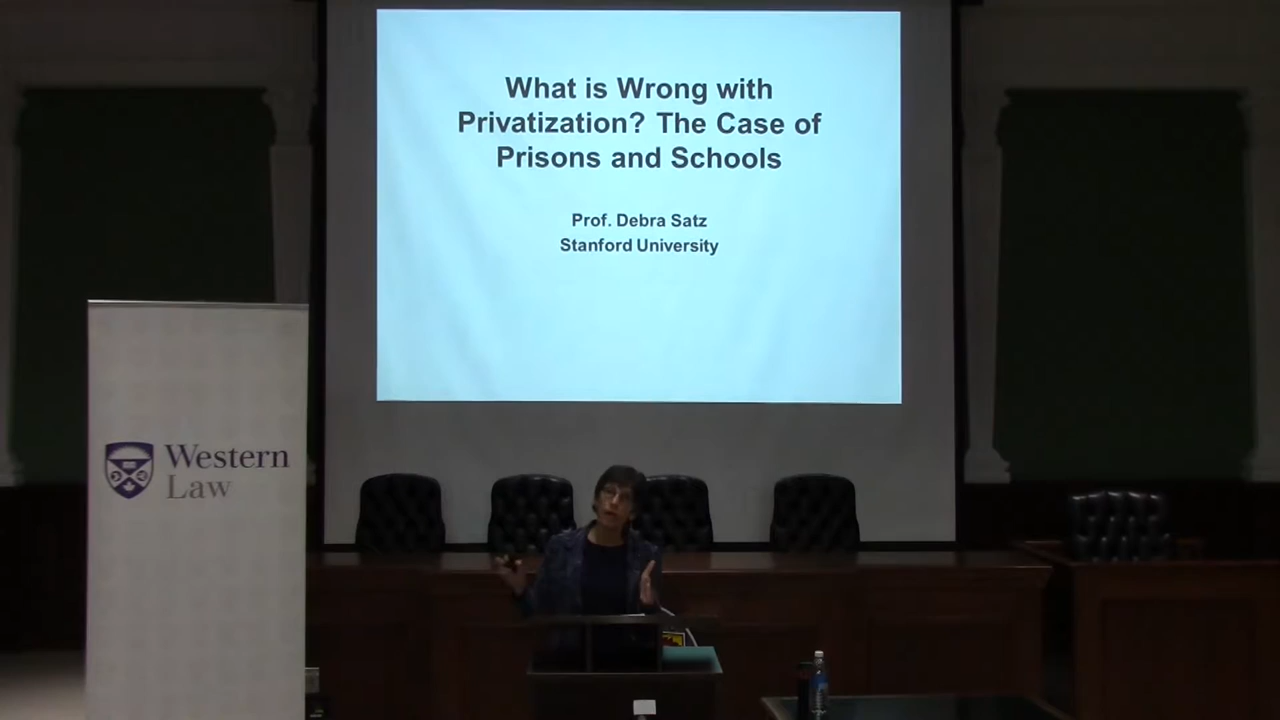 What is Wrong with
Privatization? The Case of
Prisons and Schools
Prof. Debra Satz
Stanford University
Western
Law